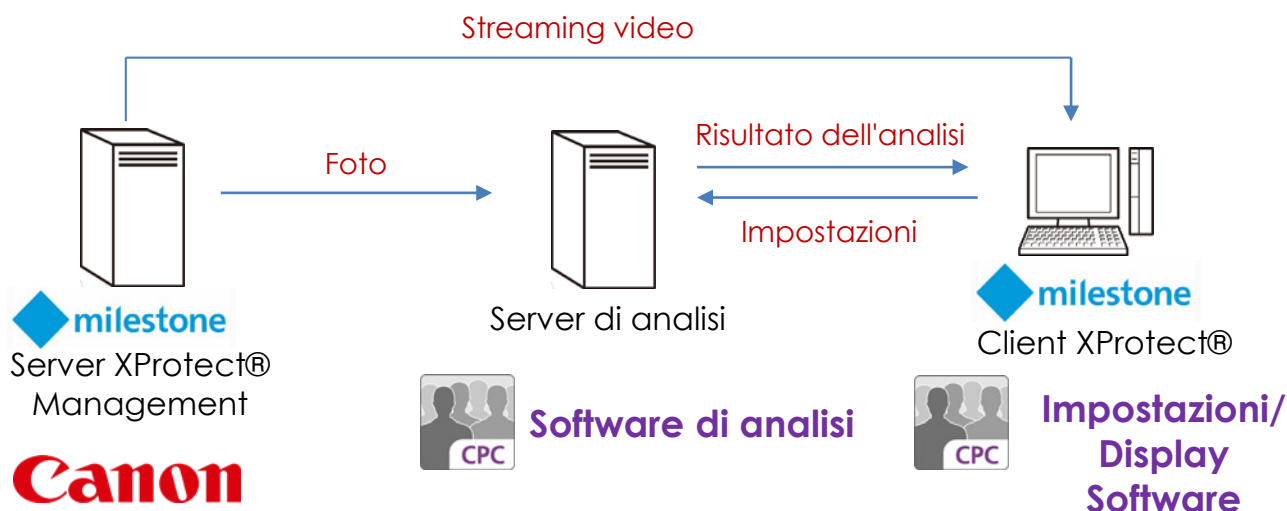 Streaming video
Foto
Risultato dell'analisi
Impostazioni
milestone
Server XProtect®
Management
Server di analisi
milestone
Client XProtect®
CPC
Software di analisi
CPC
Impostazioni/
Display
Software
Canon